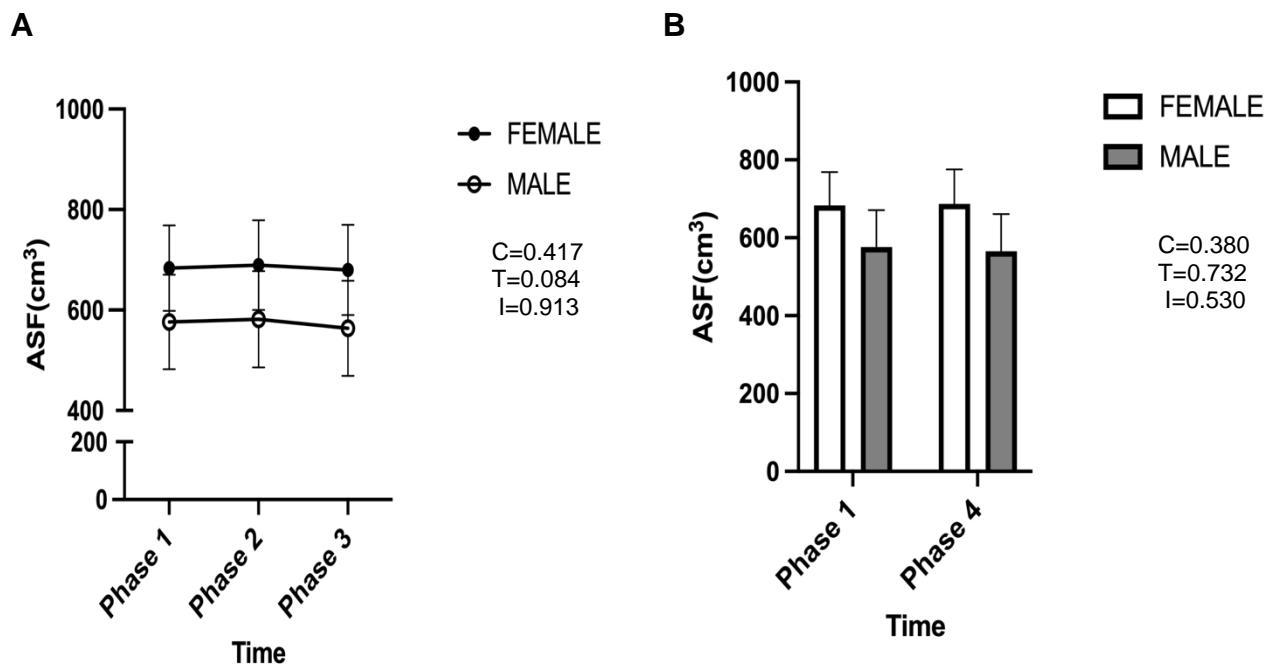 A
1000
800
600
400
200
0
ASF(cm³)
Phase 1
Phase 2
Phase 3
Time
FEMALE
MALE
C=0.417
T=0.084
I=0.913
B
1000
800
600
400
200
0
ASF(cm³)
Phase 1
Phase 4
Time
FEMALE
MALE
C=0.380
T=0.732
I=0.530